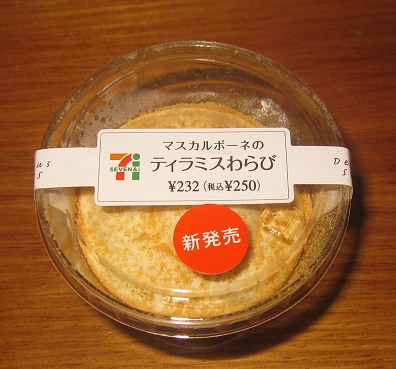 マスカルポーネの
ティラミスわらび
SEVEN&i
¥232（税込¥250）
新発売